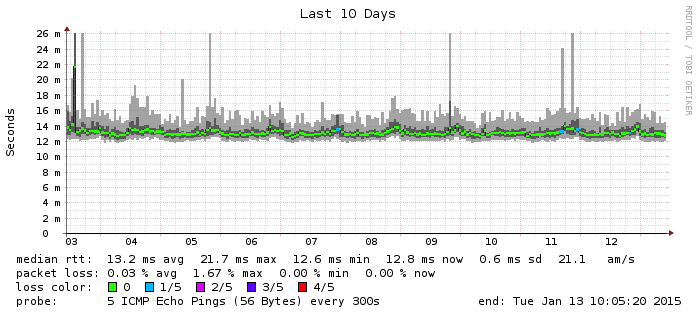 Last 10 Days
RRDTOOL / TOBI OETIKER
Seconds
26 m
24 m
22 m
20 m
18 m
16 m
14 m
12 m
10 m
8 m
6 m
4 m
2 m
0
03 04 05 06 07 08 09 10 11 12
median rtt: 13.2 ms avg 21.7 ms max 12.6 ms min 12.8 ms now 0.6 ms sd 21.1 am/s
packet loss: 0.03 % avg 1.67 % max 0.00 % min 0.00 % now
loss color: 0 1/5 2/5 3/5 4/5
probe: 5 ICMP Echo Pings (56 Bytes) every 300s end: Tue Jan 13 10:05:20 2015